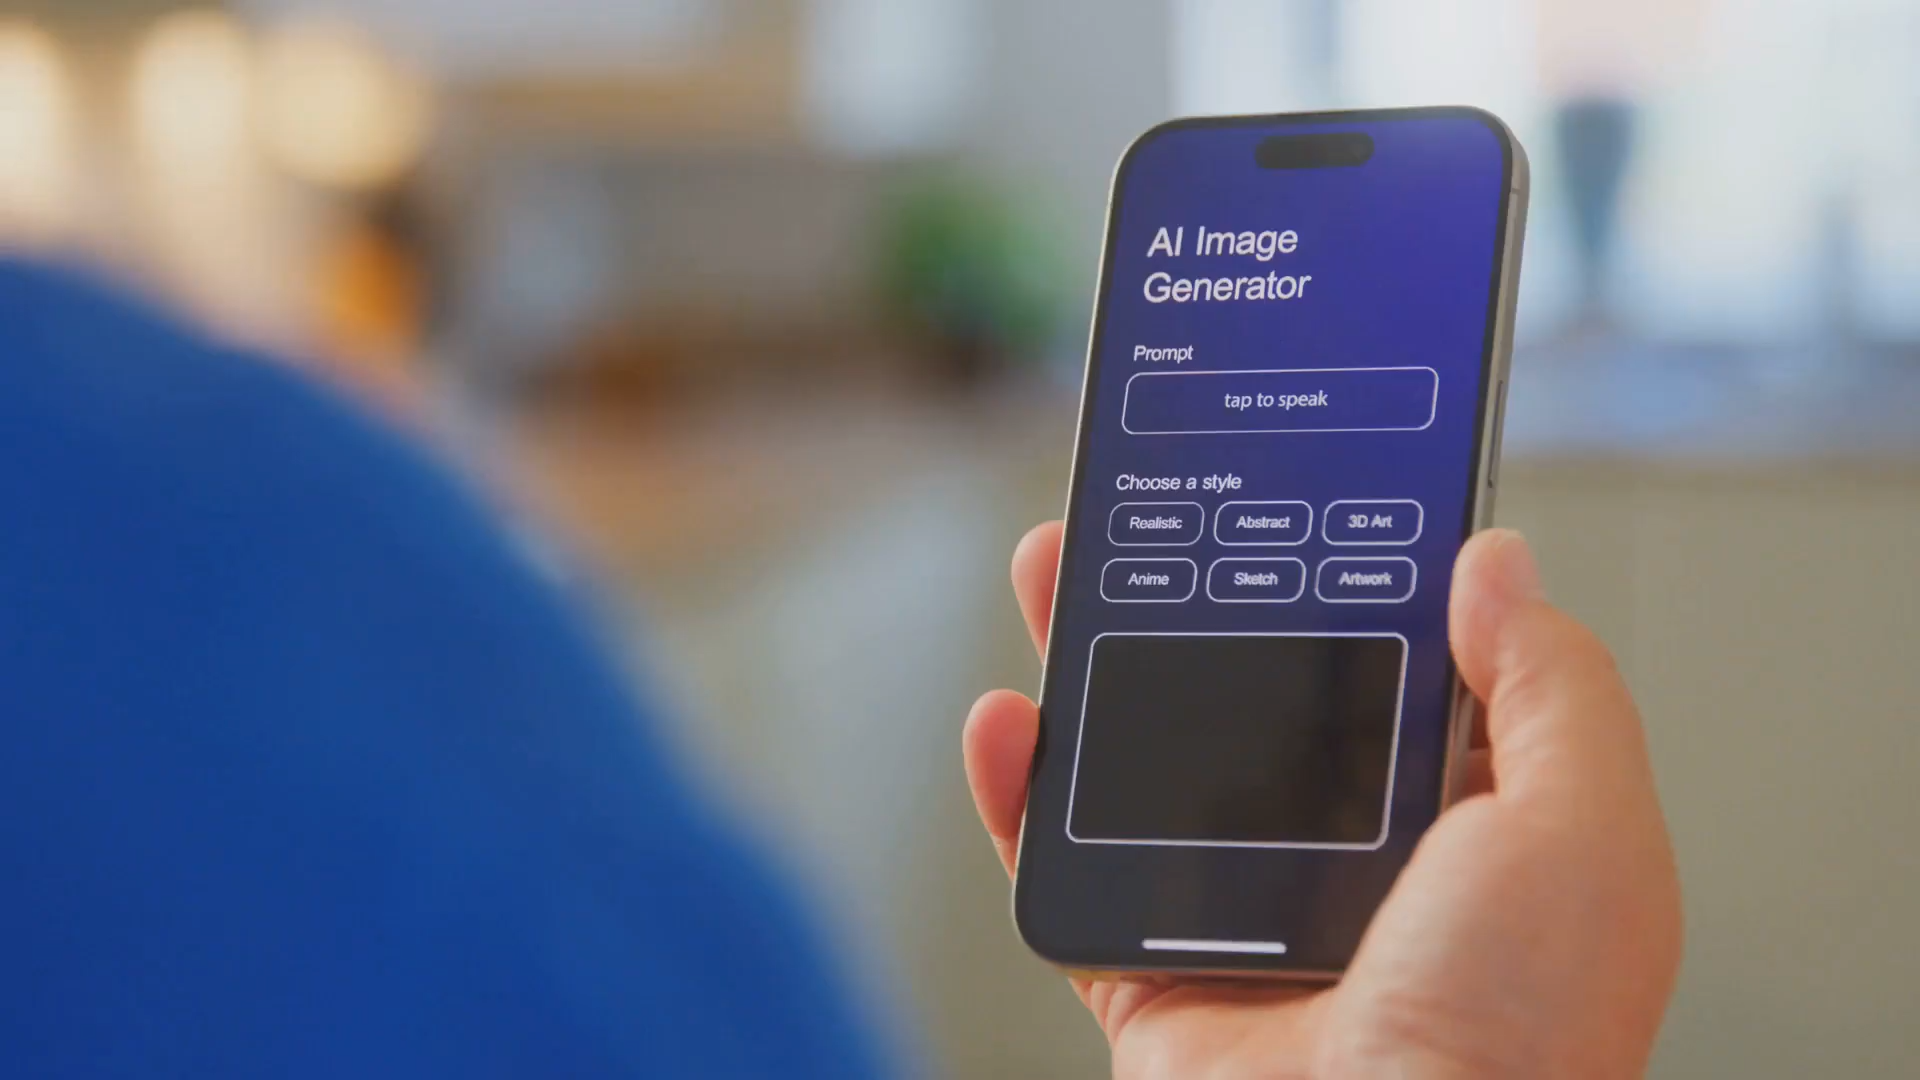 AI Image
Generator
Prompt
tap to speak
Choose a style
Realistic
Abstract
3D Art
Anime
Sketch
Artwork